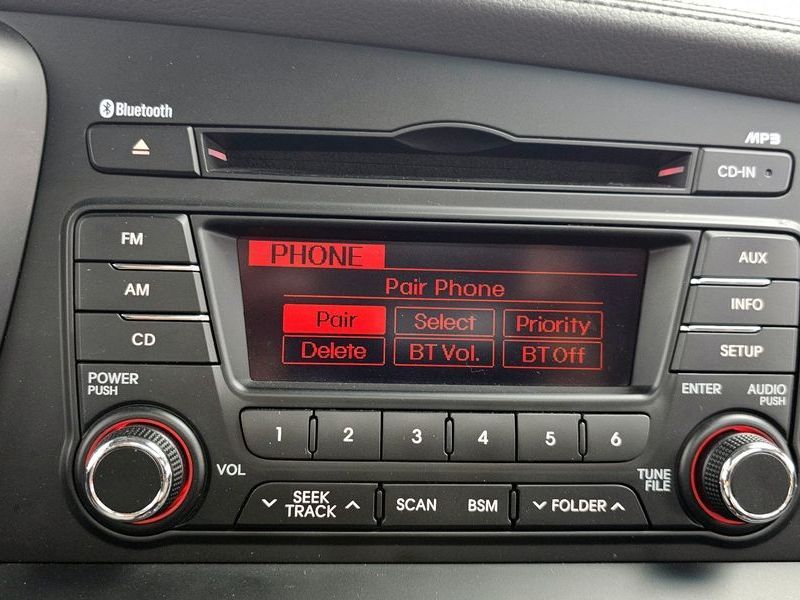 Bluetooth
MP3
CD-IN
FM
AM
CD
PHONE
Pair Phone
Pair Select Priority
Delete BT Vol. BT Off
AUX
INFO
SETUP
POWER
PUSH
VOL
1 2 3 4 5 6
SEEK
TRACK
SCAN BSM
FOLDER
ENTER
AUDIO
PUSH
TUNE
FILE